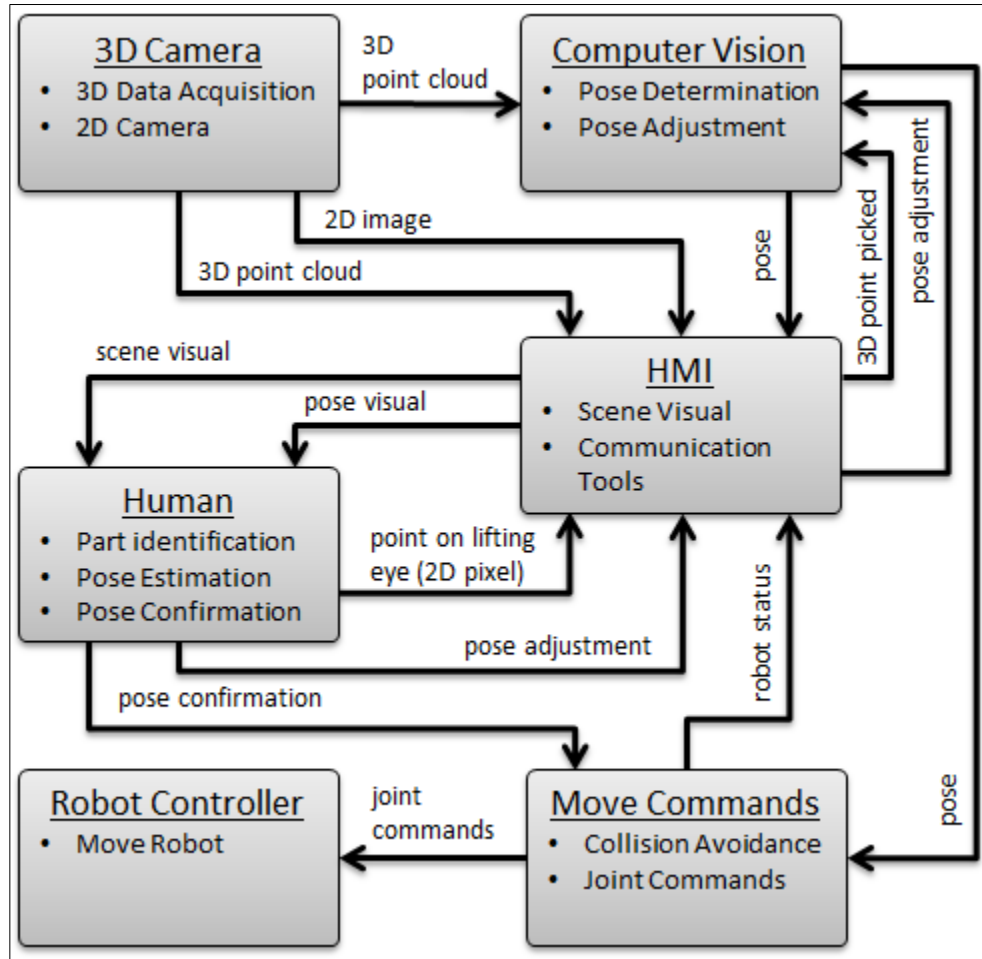 3D Camera
• 3D Data Acquisition
• 2D Camera
3D
point cloud
Computer Vision
• Pose Determination
• Pose Adjustment
2D image
3D point cloud
pose
3D point picked
pose adjustment
scene visual
pose visual
HMI
• Scene Visual
• Communication
Tools
Human
• Part identification
• Pose Estimation
• Pose Confirmation
point on lifting
eye (2D pixel)
pose adjustment
robot status
pose confirmation
pose
Robot Controller
• Move Robot
joint
commands
Move Commands
• Collision Avoidance
• Joint Commands